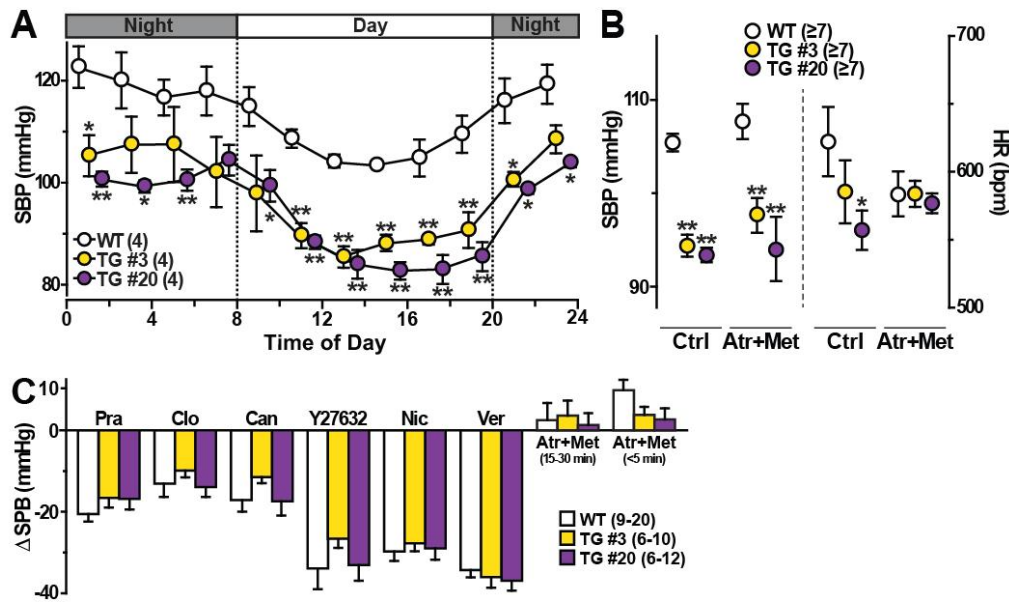 A
Night
Day
Night
SBP (mmHg)
120
100
80
*
**
*
**
*
**
**
**
**
**
**
**
**
**
**
*
*
*
WT (4)
TG #3 (4)
TG #20 (4)
0
4
8
12
16
20
24
Time of Day
B
WT (≥7)
TG #3 (≥7)
TG #20 (≥7)
SBP (mmHg)
110
90
**
**
**
**
*
700
600
500
HR (bpm)
Ctrl
Atr+Met
Ctrl
Atr+Met
C
ΔSPB (mmHg)
10
0
-20
-40
Pra
Clo
Can
Y27632
Nic
Ver
Atr+Met
(15-30 min)
Atr+Met
(<5 min)
WT (9-20)
TG #3 (6-10)
TG #20 (6-12)